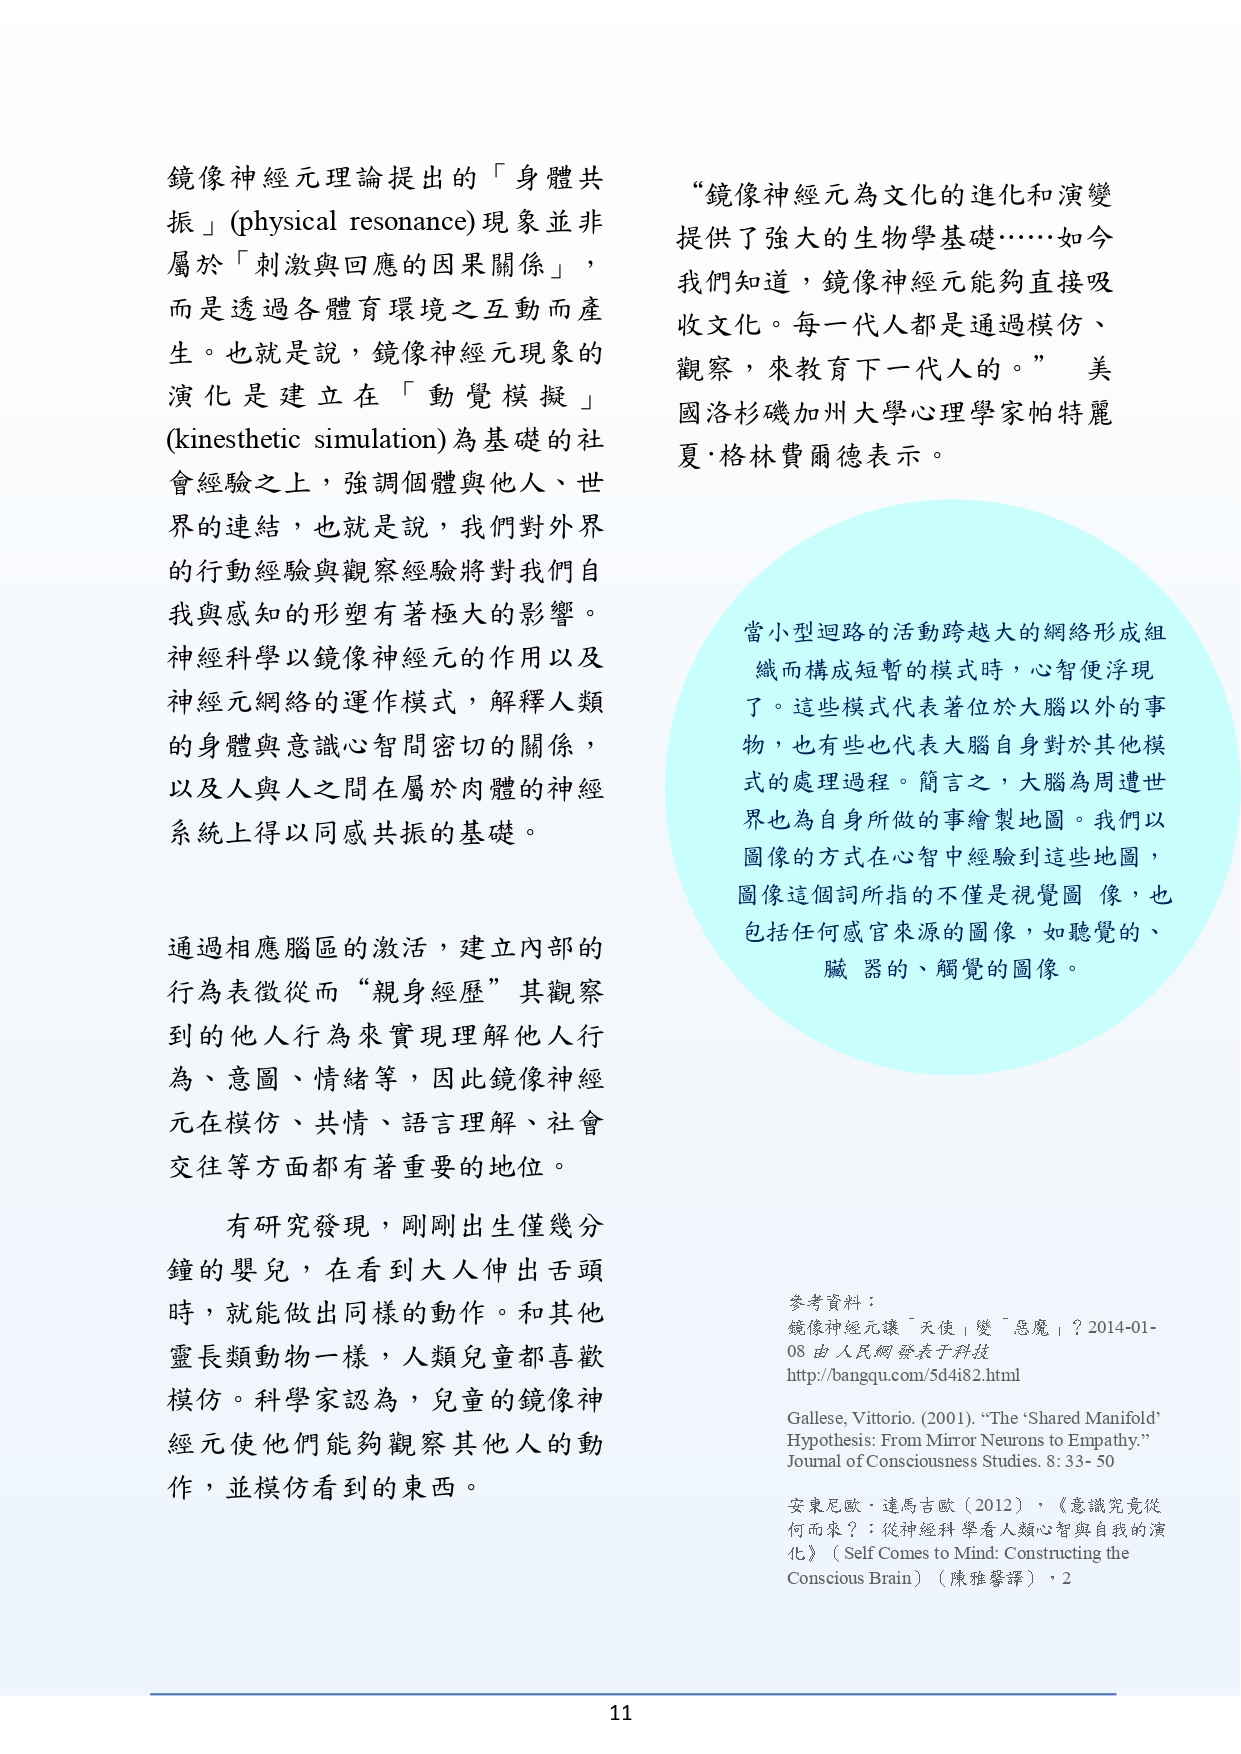 鏡像神經元理論提出的「身體共
振」(physical resonance)現象並非
屬於「刺激與回應的因果關係」，
而是透過各體育環境之互動而產
生。也就是說，鏡像神經元現象的
演化是建立在「動覺模擬」
(kinesthetic simulation)為基礎的社
會經驗之上，強調個體與他人、世
界的連結，也就是說，我們對外界
的行動經驗與觀察經驗將對我們自
我與感知的形塑有著極大的影響。
神經科學以鏡像神經元的作用以及
神經元網絡的運作模式，解釋人類
的身體與意識心智間密切的關係，
以及人與人之間在屬於肉體的神經
系統上得以同感共振的基礎。
通過相應腦區的激活，建立內部的
行為表徵從而“親身經歷”其觀察
到的他人行為來實現理解他人行
為、意圖、情緒等，因此鏡像神經
元在模仿、共情、語言理解、社會
交往等方面都有著重要的地位。
有研究發現，剛剛出生僅幾分
鐘的嬰兒，在看到大人伸出舌頭
時，就能做出同樣的動作。和其他
靈長類動物一樣，人類兒童都喜歡
模仿。科學家認為，兒童的鏡像神
經元使他們能夠觀察其他人的動
作，並模仿看到的東西。
“鏡像神經元為文化的進化和演變
提供了強大的生物學基礎……如今
我們知道，鏡像神經元能夠直接吸
收文化。每一代人都是通過模仿、
觀察，來教育下一代人的。” 美
國洛杉磯加州大學心理學家帕特麗
夏·格林費爾德表示。
當小型迴路的活動跨越大的網絡形成組
織而構成短暫的模式時，心智便浮現
了。這些模式代表著位於大腦以外的事
物，也有些也代表大腦自身對於其他模
式的處理過程。簡言之，大腦為周遭世
界也為自身所做的事繪製地圖。我們以
圖像的方式在心智中經驗到這些地圖，
圖像這個詞所指的不僅是視覺圖 像，也
包括任何感官來源的圖像，如聽覺的、
臟 器的、觸覺的圖像。
參考資料：
鏡像神經元讓「天使」變「惡魔」？2014-01-
08 由 人民網 發表于科技
http://bangqu.com/5d4i82.html
Gallese, Vittorio. (2001). “The ‘Shared Manifold’
Hypothesis: From Mirror Neurons to Empathy.”
Journal of Consciousness Studies. 8: 33- 50
安東尼歐．達馬吉歐〔2012〕，《意識究竟從
何而來？：從神經科 學看人類心智與自我的演
化》〔Self Comes to Mind: Constructing the
Conscious Brain〕〔陳雅馨譯〕，2
11